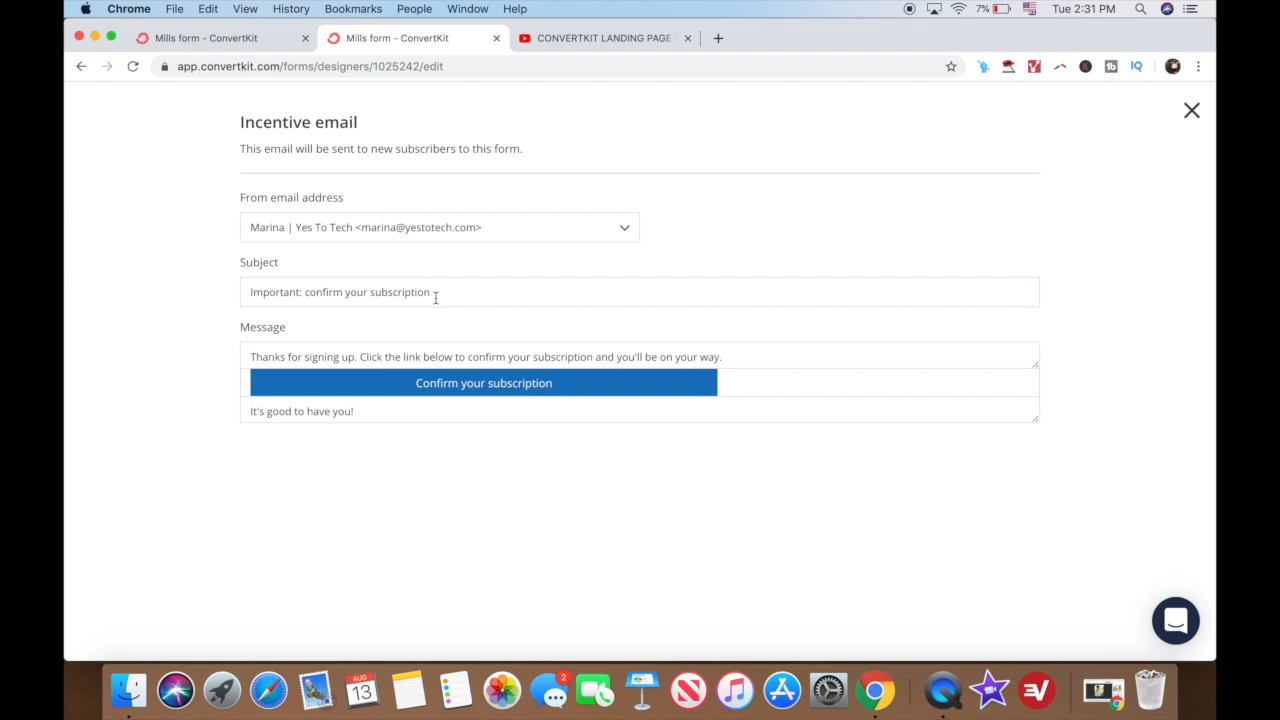 Chrome File Edit View History Bookmarks People Window Help 7% Tue 2:31 PM
Mills form - ConvertKit Mills form - ConvertKit CONVERTKIT LANDING PAGE
app.convertkit.com/forms/designers/1025242/edit
tb IQ
Incentive email
This email will be sent to new subscribers to this form.
From email address
Marina | Yes To Tech <marina@yestotech.com>
Subject
Important: confirm your subscription
Message
Thanks for signing up. Click the link below to confirm your subscription and you'll be on your way.
Confirm your subscription
It's good to have you!
AUG
13
2